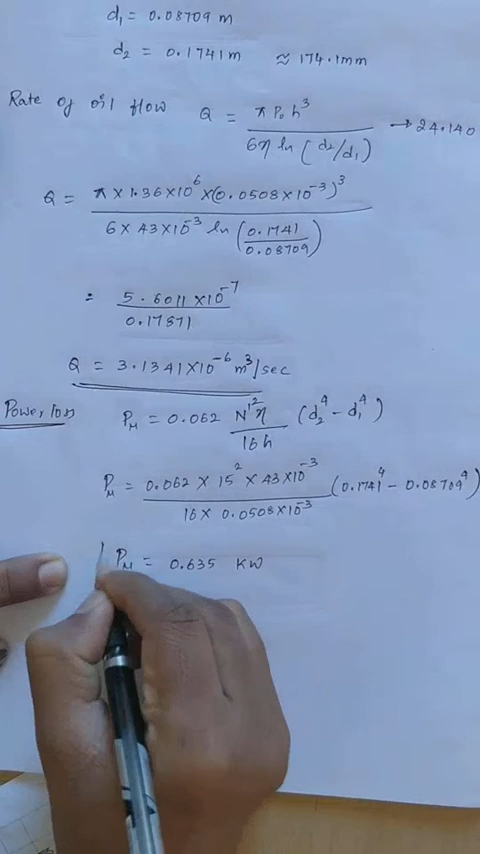 d₁ = 0.08709 m
d₂ = 0.1741m ≈ 174.1mm
Rate of oil flow Q = π P₀ h³ / 6η ln [d₂/d₁) → 24.140
Q = π × 1.36×10⁶ × (0.0508 × 10⁻³)³ / 6 × 43×10⁻³ ln (0.1741 / 0.08709)
= 5.6011 ×10⁻⁷ / 0.17871
Q = 3.1341×10⁻⁶ m³/sec
Power loss P_M = 0.062 N'²η / 16h (d₂⁴ - d₁⁴)
P_M = 0.062 × 15² × 43×10⁻³ / 16 × 0.0508×10⁻³ (0.1741⁴ - 0.08709⁴)
P_M = 0.635 KW